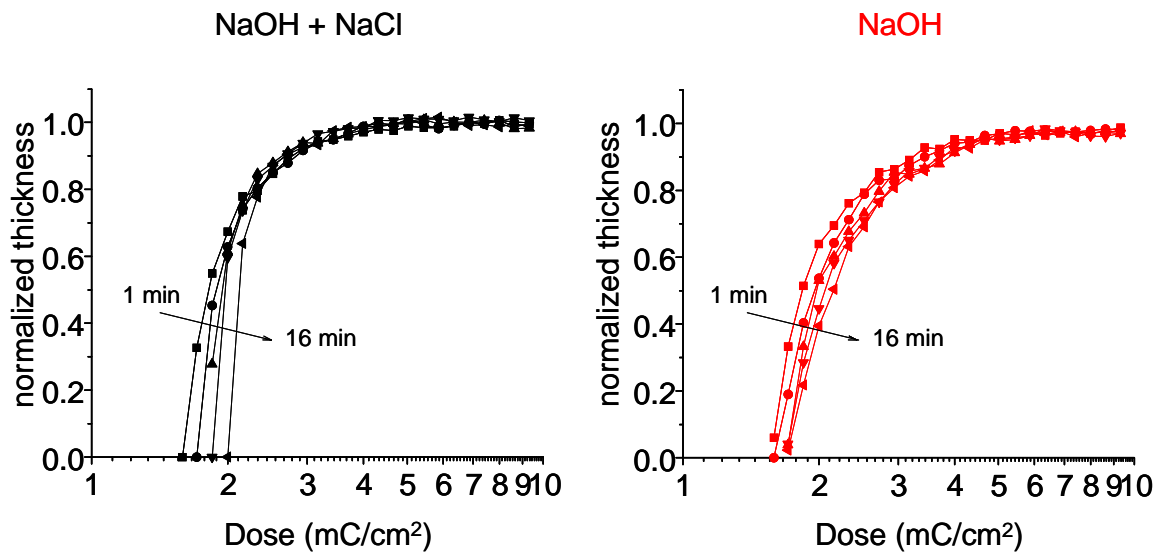 NaOH + NaCl
normalized thickness
1.0
0.8
0.6
0.4
0.2
0.0
1 min
16 min
1 2 3 4 5 6 7 8 9 10
Dose (mC/cm²)
NaOH
normalized thickness
1.0
0.8
0.6
0.4
0.2
0.0
1 min
16 min
1 2 3 4 5 6 7 8 9 10
Dose (mC/cm²)